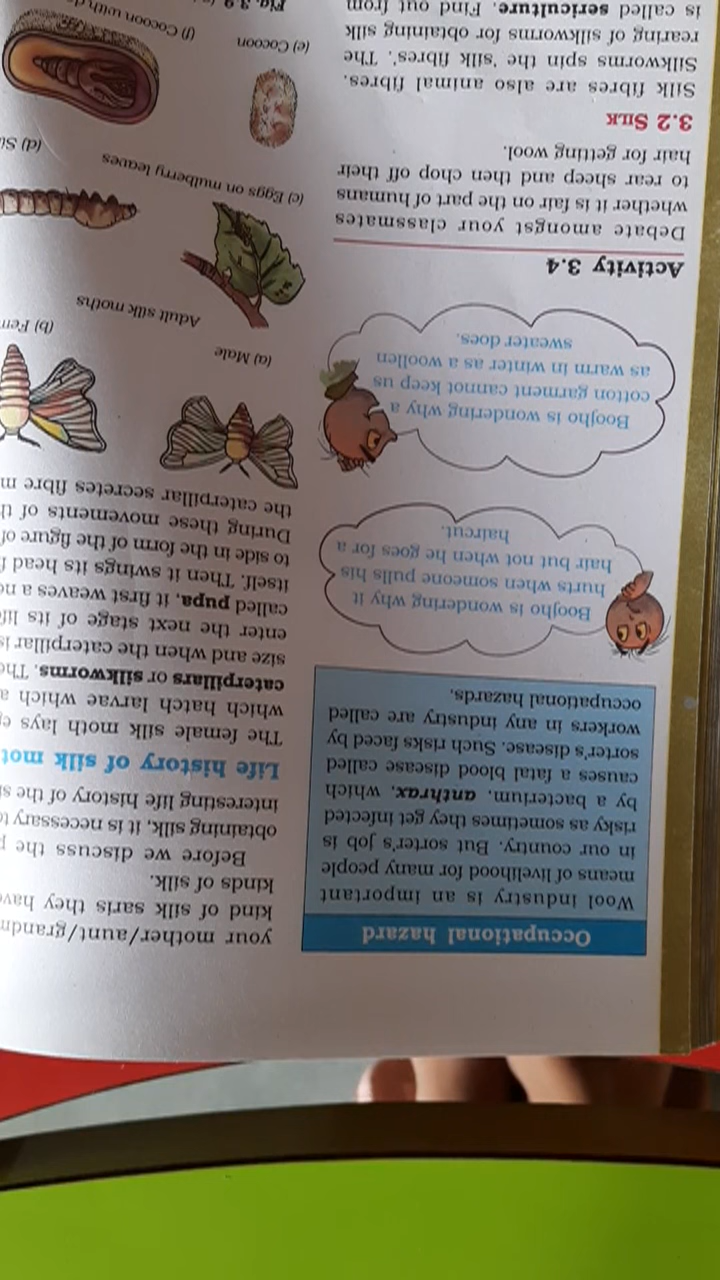 Occupational hazard
Wool industry is an important
means of livelihood for many people
in our country. But sorter's job is
risky as sometimes they get infected
by a bacterium, anthrax, which
causes a fatal blood disease called
sorter's disease. Such risks faced by
workers in any industry are called
occupational hazards.
Boojho is wondering why it
hurts when someone pulls his
hair but not when he goes for a
haircut.
Boojho is wondering why a
cotton garment cannot keep us
as warm in winter as a woollen
sweater does.
Activity 3.4
Debate amongst your classmates
whether it is fair on the part of humans
to rear sheep and then chop off their
hair for getting wool.
3.2 SILK
Silk fibres are also animal fibres.
Silkworms spin the 'silk fibres'. The
rearing of silkworms for obtaining silk
is called sericulture. Find out from
your mother/aunt/
kind of silk saris they
kinds of silk.
Before we discuss the
obtaining silk, it is necessary
interesting life history of the
Life history of silk
The female silk moth lays
which hatch larvae which
caterpillars or silkworms.
size and when the caterpillar
enter the next stage of its
called pupa, it first weaves a
itself. Then it swings its head
to side in the form of the figure of
During these movements of
the caterpillar secretes fibre
(a) Male
(b)
Adult silk moths
(c) Eggs on mulberry leaves
(d)
(e) Cocoon
(f) Cocoon with
Fig. 3.9